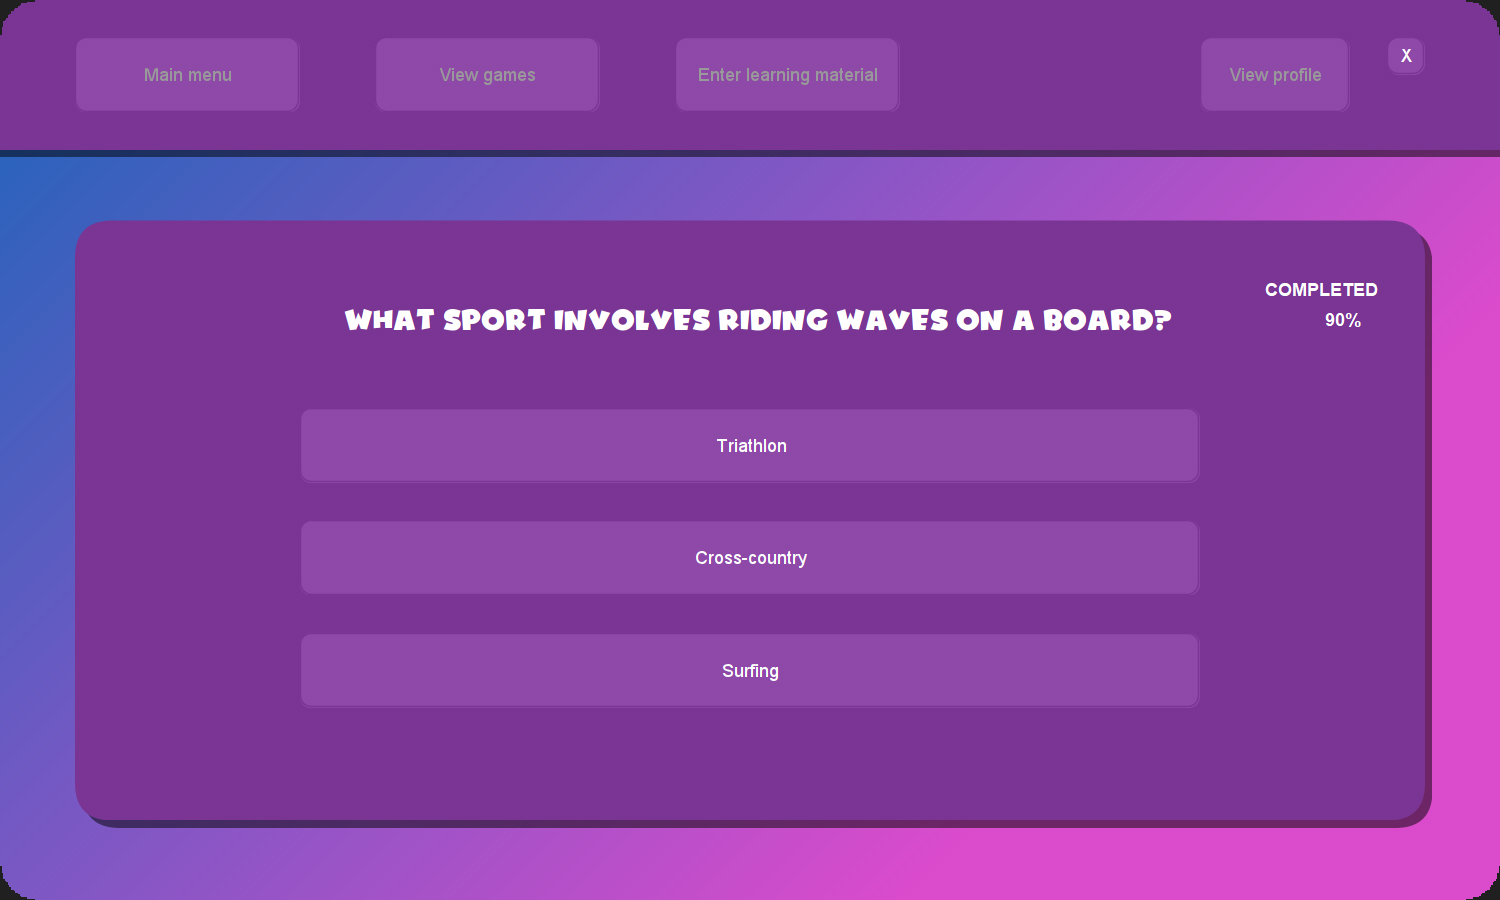 Main menu
View games
Enter learning material
View profile
X
COMPLETED
90%
WHAT SPORT INVOLVES RIDING WAVES ON A BOARD?
Triathlon
Cross-country
Surfing